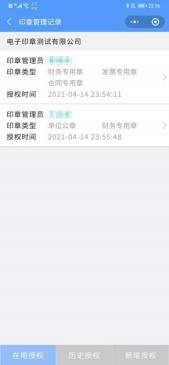 23:56
印章管理记录
电子印章测试有限公司
印章管理员
印章类型 财务专用章 发票专用章
合同专用章
授权时间 2021-04-14 23:54:11
印章管理员
印章类型 单位公章 财务专用章
授权时间 2021-04-14 23:55:48
在用授权 历史授权 新增授权